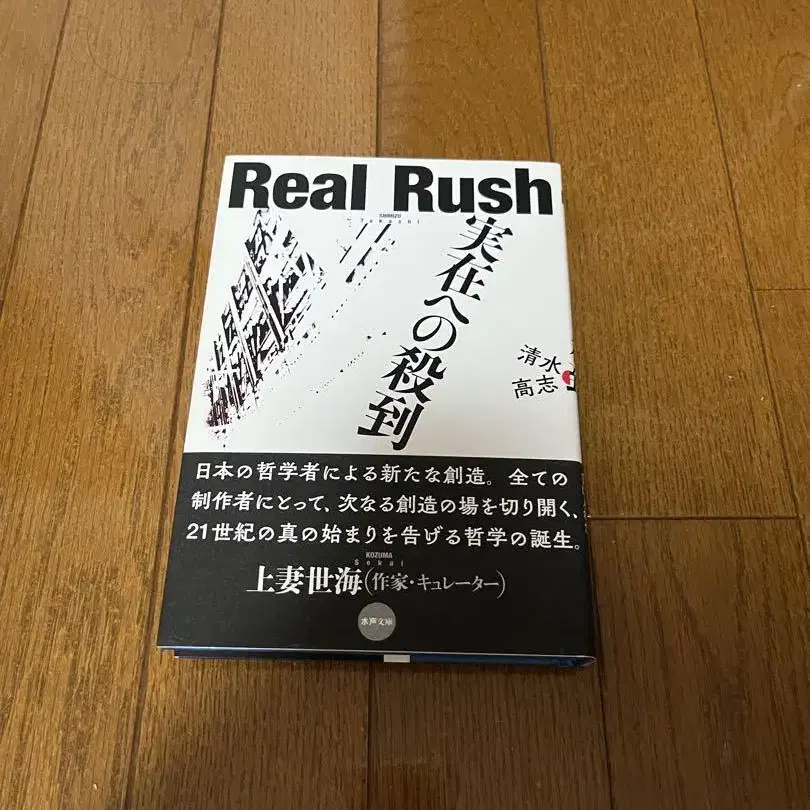 Real Rush
SHIMIZU
Takashi
実在への殺到
清水
高志
日本の哲学者による新たな創造。全ての
制作者にとって、次なる創造の場を切り開く、
21世紀の真の始まりを告げる哲学の誕生。
KOZUMA
Sekai
上妻世海(作家・キュレーター)
水声文庫